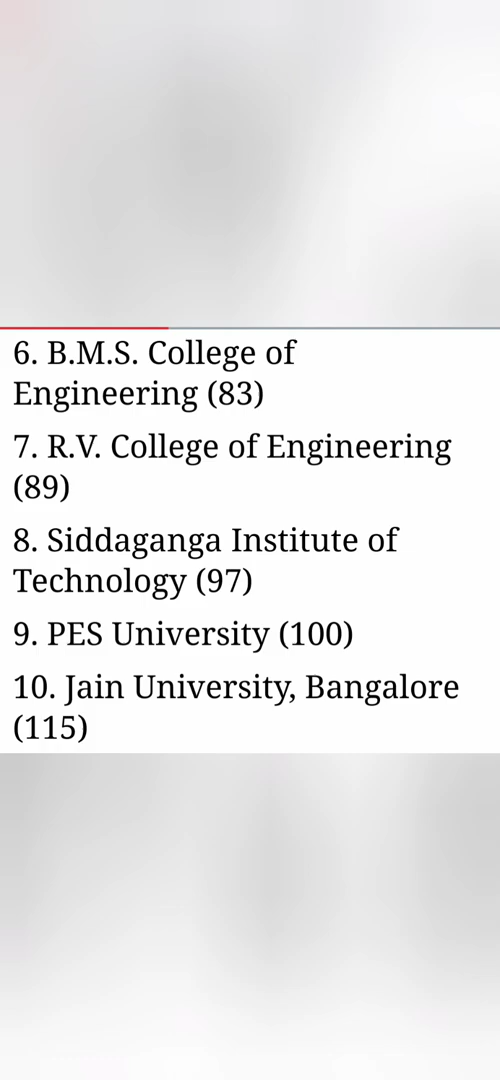 6. B.M.S. College of
Engineering (83)
7. R.V. College of Engineering
(89)
8. Siddaganga Institute of
Technology (97)
9. PES University (100)
10. Jain University, Bangalore
(115)